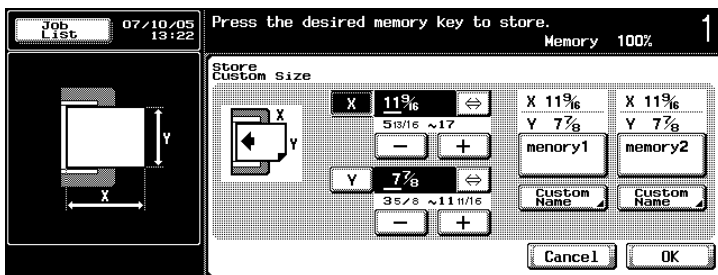 Job List
07/10/05
13:22
Press the desired memory key to store.
Memory 100% 1
Store
Custom Size
X 11 9/16
5 13/16 ~17
− +
Y 7 7/8
3 5/8 ~11 11/16
− +
X 11 9/16
Y 7 7/8
menory1
Custom Name
X 11 9/16
Y 7 7/8
memory2
Custom Name
X
Y
X
Y
Cancel
OK